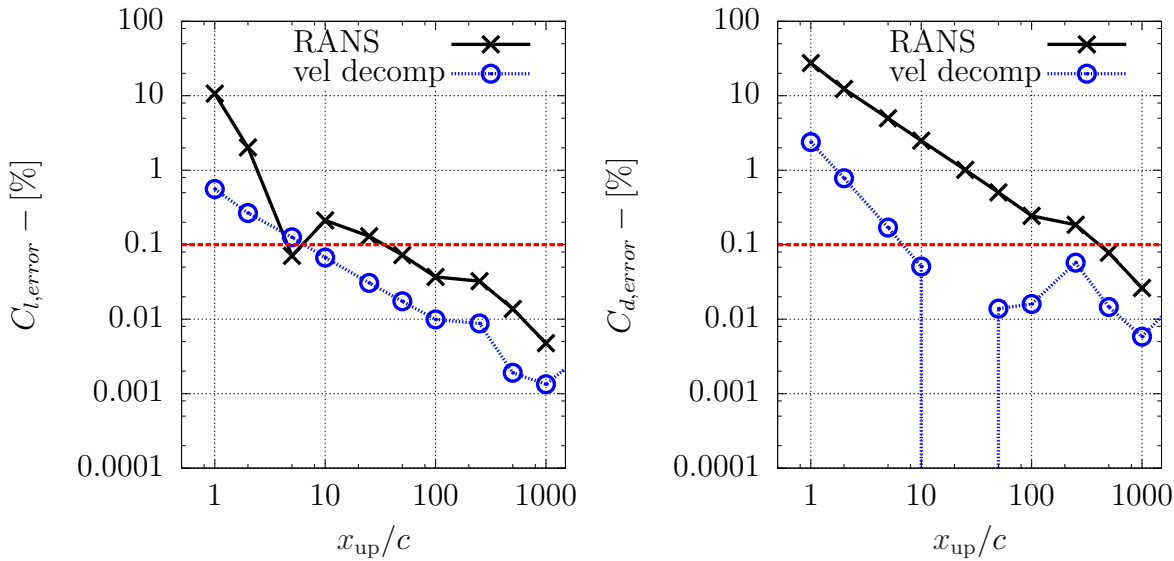 RANS
vel decomp
100
10
1
0.1
0.01
0.001
0.0001
C_{l,error} − [%]
1
10
100
1000
x_{up}/c
RANS
vel decomp
100
10
1
0.1
0.01
0.001
0.0001
C_{d,error} − [%]
1
10
100
1000
x_{up}/c